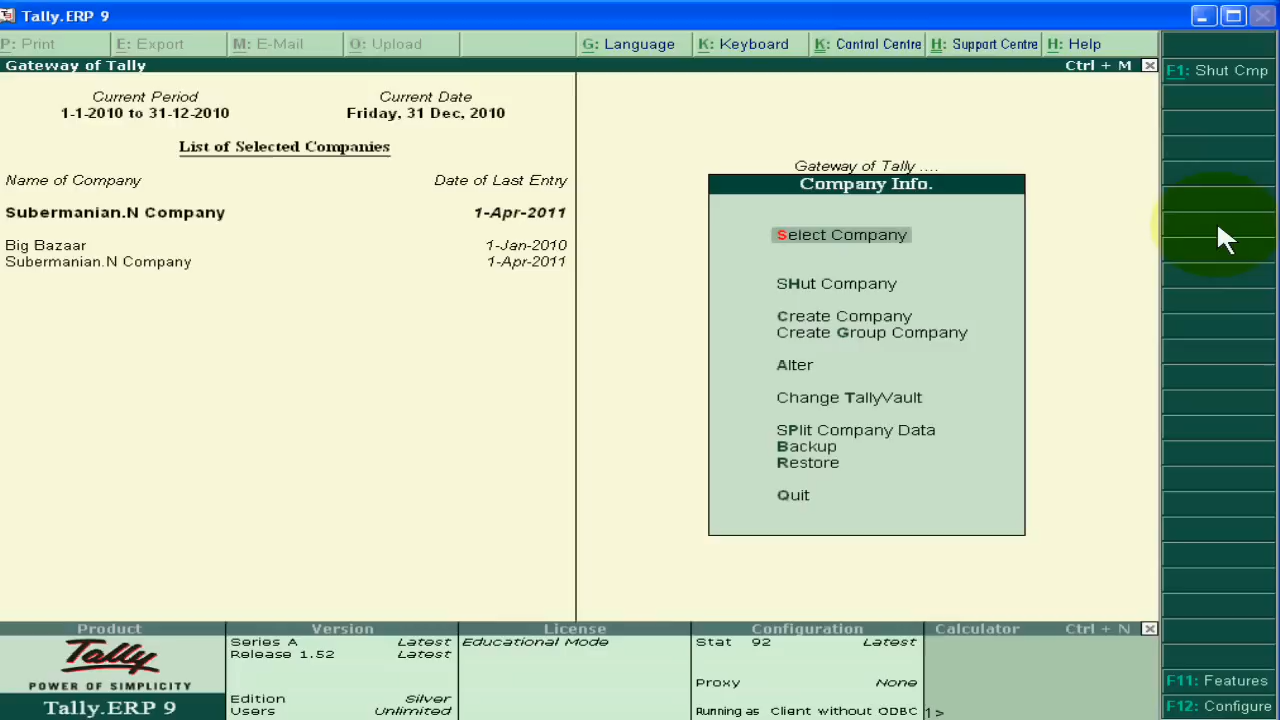 Tally.ERP 9
P: Print E: Export M: E-Mail O: Upload G: Language K: Keyboard K: Control Centre H: Support Centre H: Help
Gateway of Tally Ctrl + M
F1: Shut Cmp
Current Period Current Date
1-1-2010 to 31-12-2010 Friday, 31 Dec, 2010
List of Selected Companies
Name of Company Date of Last Entry
Subermanian.N Company 1-Apr-2011
Big Bazaar 1-Jan-2010
Subermanian.N Company 1-Apr-2011
Gateway of Tally ....
Company Info.
Select Company
SHut Company
Create Company
Create Group Company
Alter
Change TallyVault
SPlit Company Data
Backup
Restore
Quit
Product Version License Configuration Calculator Ctrl + N
Tally
POWER OF SIMPLICITY
Tally.ERP 9
Series A Latest
Release 1.52 Latest
Edition Silver
Users Unlimited
Educational Mode
Stat 92 Latest
Proxy None
Running as Client without ODBC
1>
F11: Features
F12: Configure